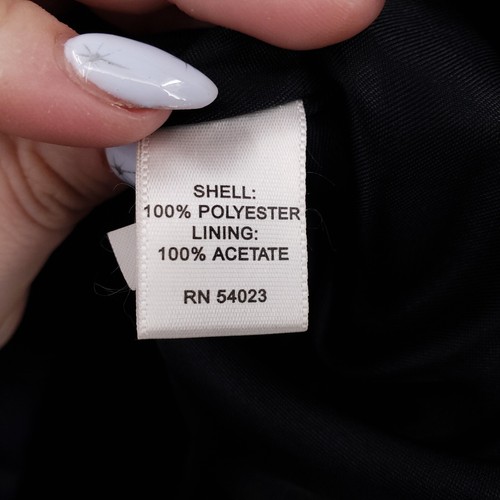 SHELL:
100% POLYESTER
LINING:
100% ACETATE
RN 54023